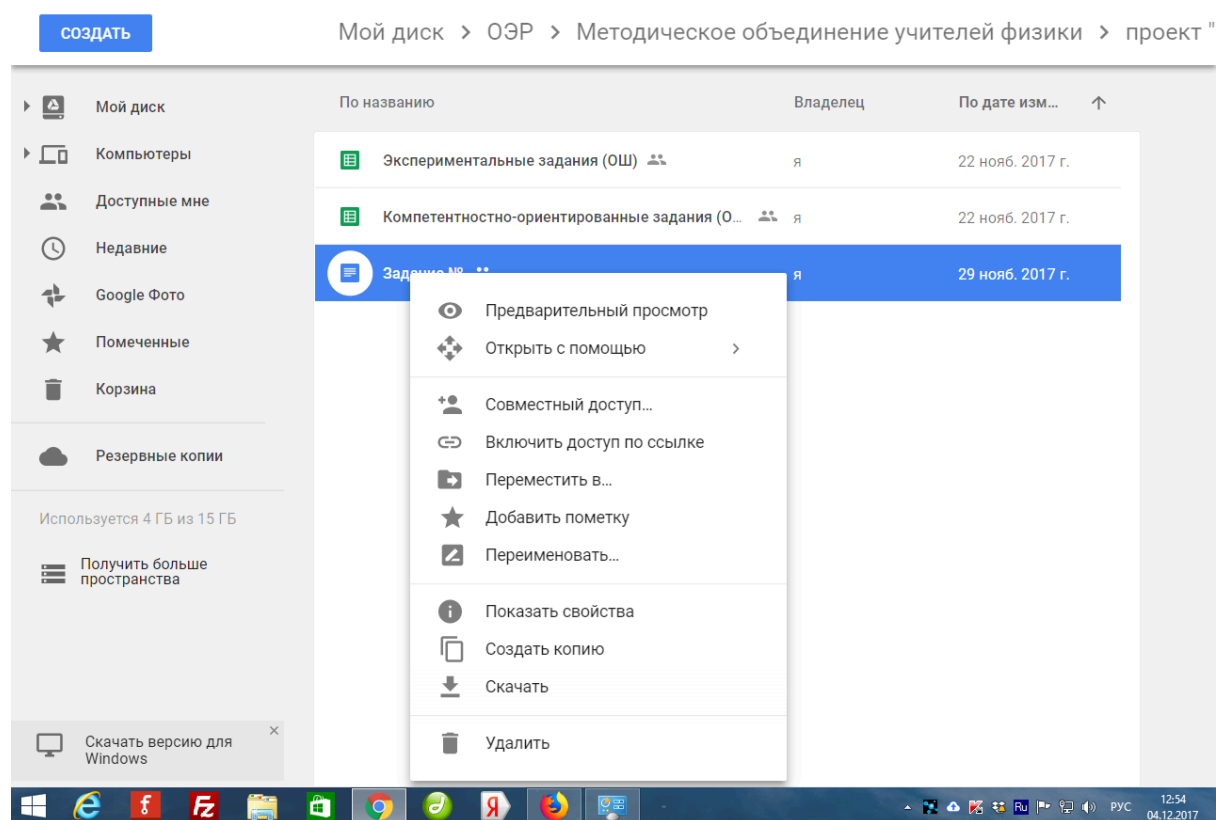 СОЗДАТЬ
Мой диск > ОЭР > Методическое объединение учителей физики > проект "
Мой диск
Компьютеры
Доступные мне
Недавние
Google Фото
Помеченные
Корзина
Резервные копии
Используется 4 ГБ из 15 ГБ
Получить больше
пространства
Скачать версию для
Windows
По названию Владелец По дате изм...
Экспериментальные задания (ОШ) я 22 нояб. 2017 г.
Компетентностно-ориентированные задания (О... я 22 нояб. 2017 г.
Задание № я 29 нояб. 2017 г.
Предварительный просмотр
Открыть с помощью
Совместный доступ...
Включить доступ по ссылке
Переместить в...
Добавить пометку
Переименовать...
Показать свойства
Создать копию
Скачать
Удалить
Ru РУС 12:54
04.12.2017